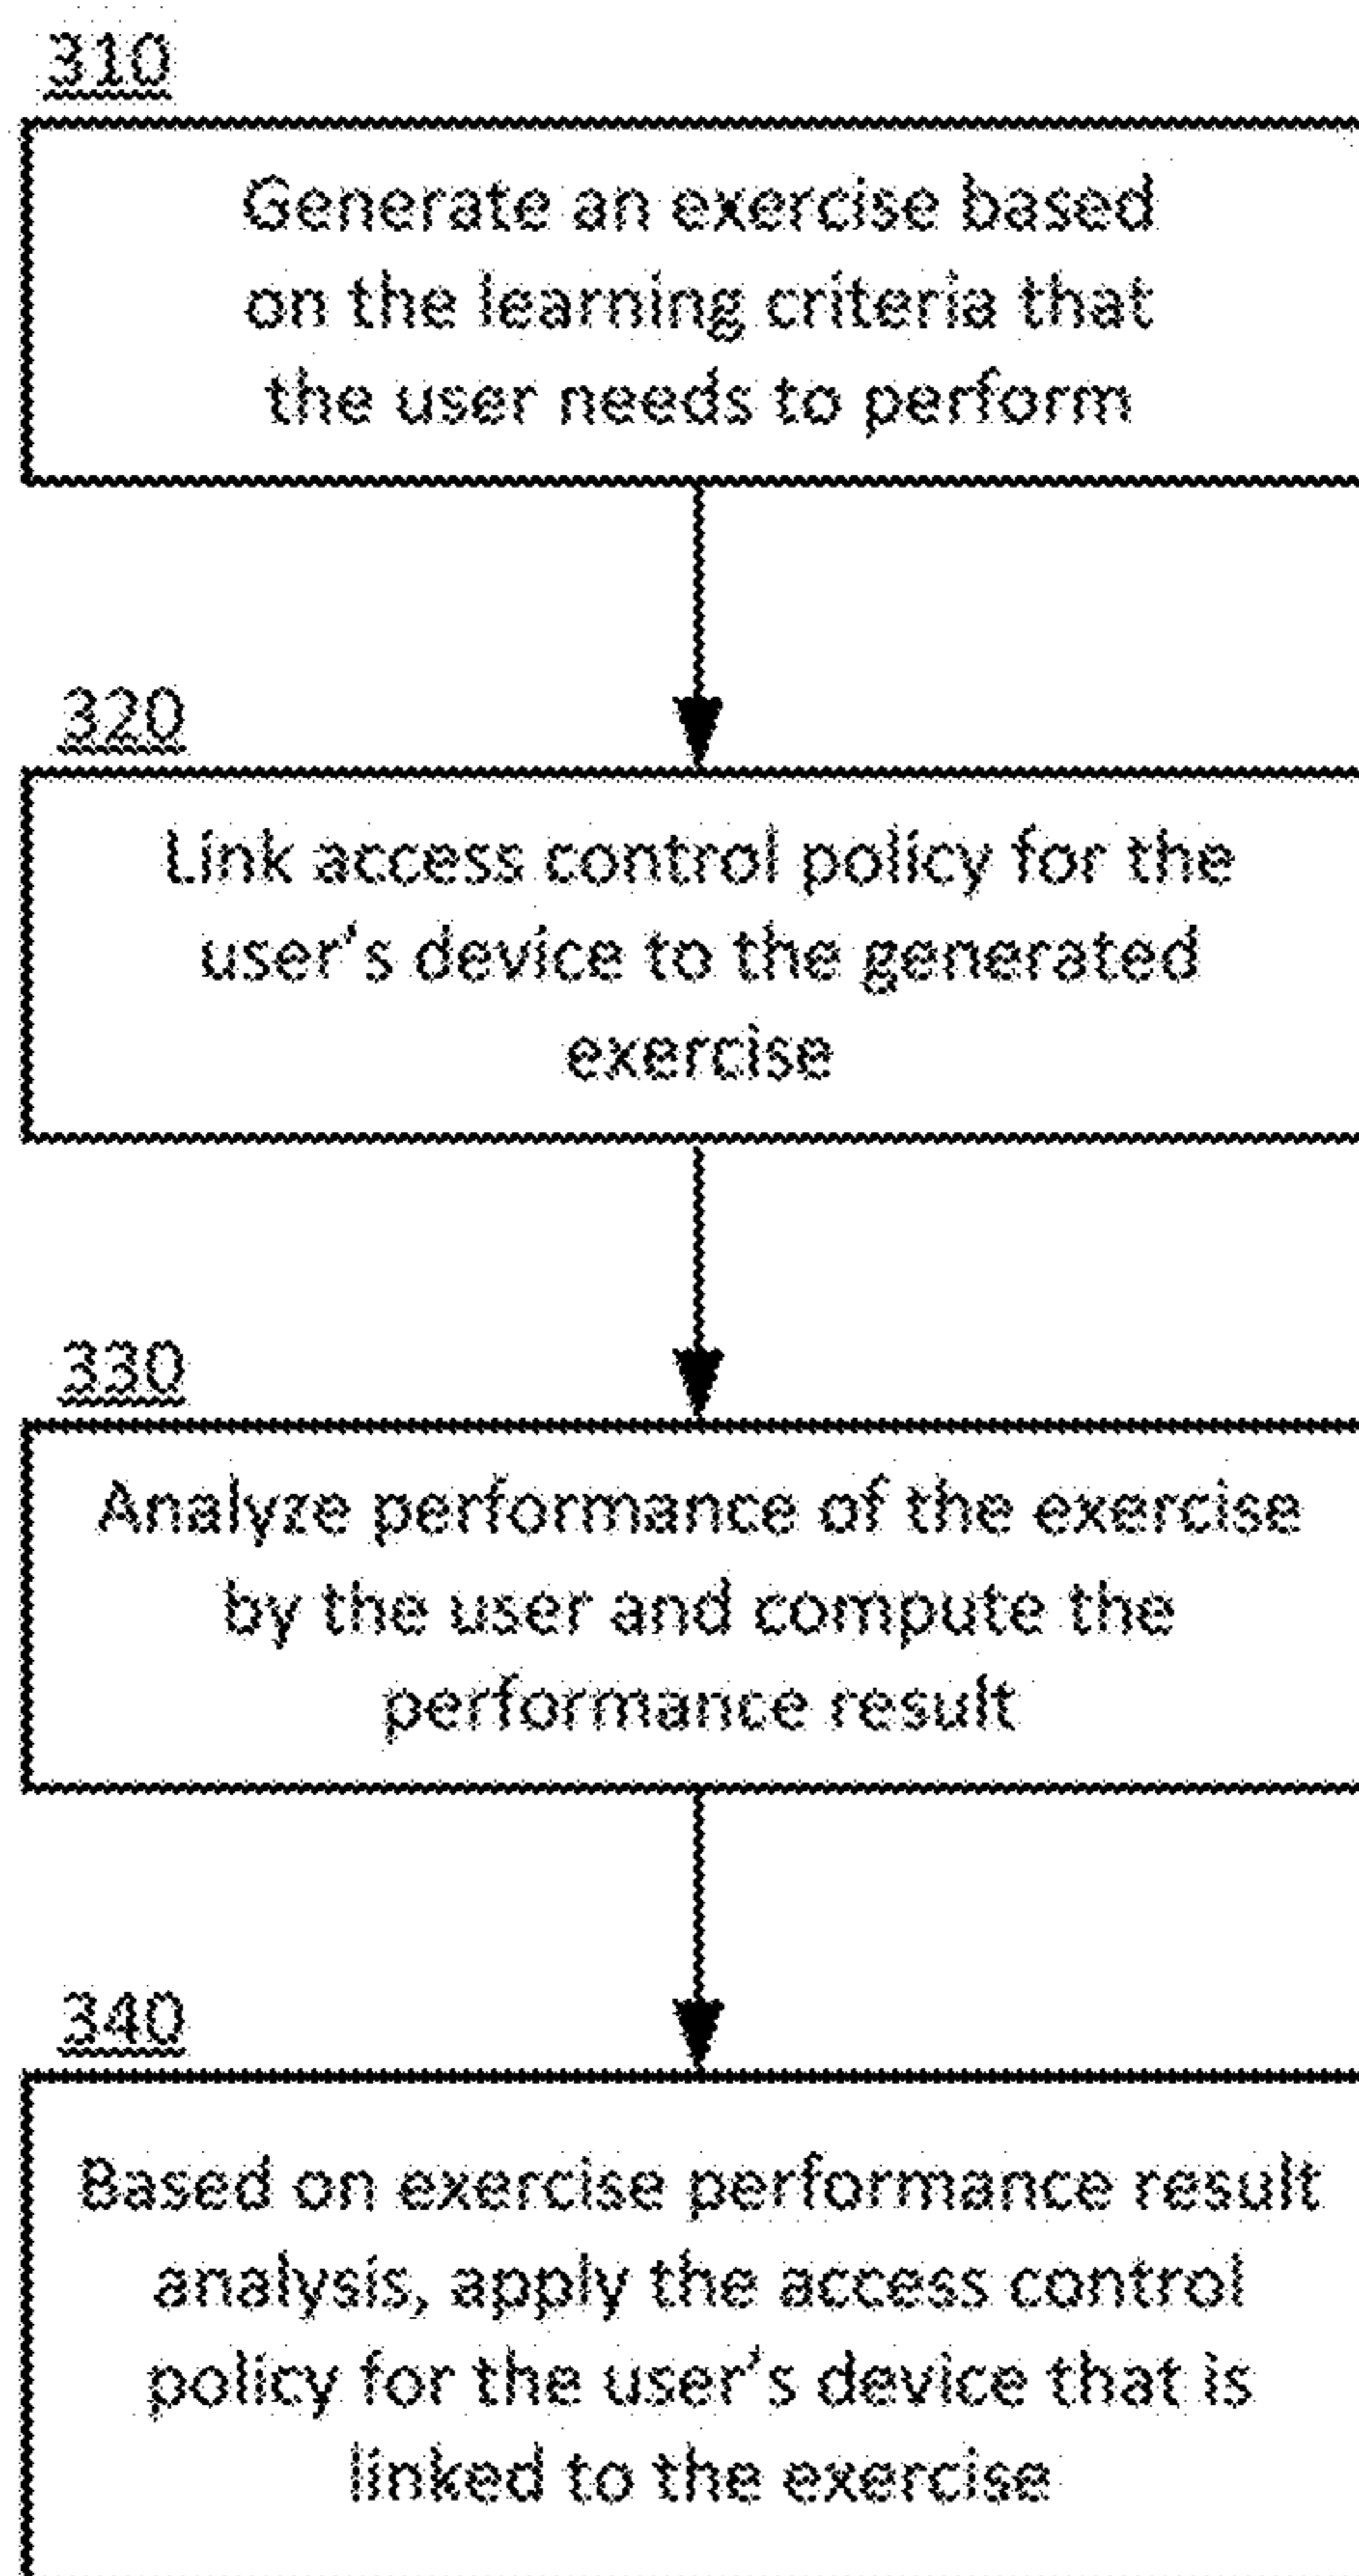 310
Generate an exercise based
on the learning criteria that
the user needs to perform
320
Link access control policy for the
user's device to the generated
exercise
330
Analyze performance of the exercise
by the user and compute the
performance result
340
Based on exercise performance result
analysis, apply the access control
policy for the user's device that is
linked to the exercise